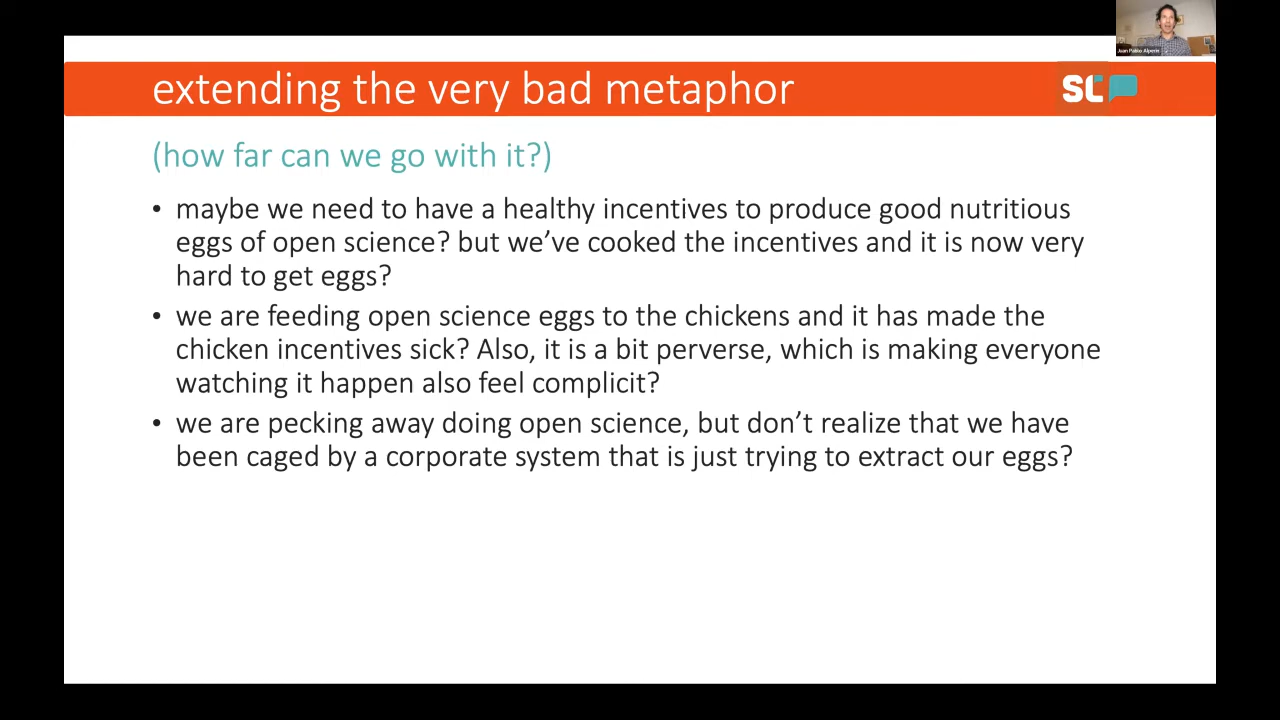 Juan Pablo Alperin
extending the very bad metaphor
SC
(how far can we go with it?)
• maybe we need to have a healthy incentives to produce good nutritious
eggs of open science? but we’ve cooked the incentives and it is now very
hard to get eggs?
• we are feeding open science eggs to the chickens and it has made the
chicken incentives sick? Also, it is a bit perverse, which is making everyone
watching it happen also feel complicit?
• we are pecking away doing open science, but don’t realize that we have
been caged by a corporate system that is just trying to extract our eggs?